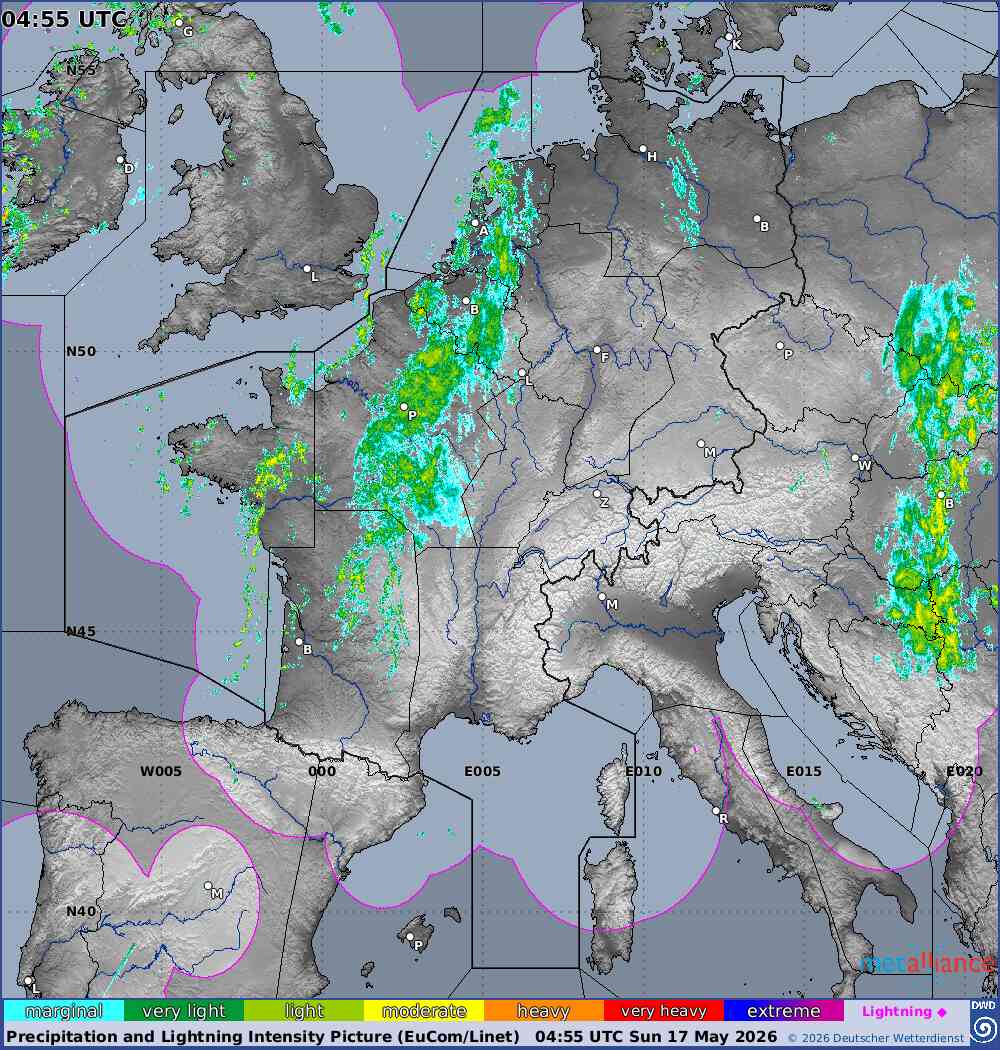 04:55 UTC
G
K
N55
D
H
A
B
L
B
N50
F
P
L
P
M
W
Z
B
M
N45
B
W005
000
E005
E010
E015
E020
R
M
N40
P
L
metalliance
marginal very light light moderate heavy very heavy extreme Lightning ◆
DWD
Precipitation and Lightning Intensity Picture (EuCom/Linet) 04:55 UTC Sun 17 May 2026 © 2026 Deutscher Wetterdienst